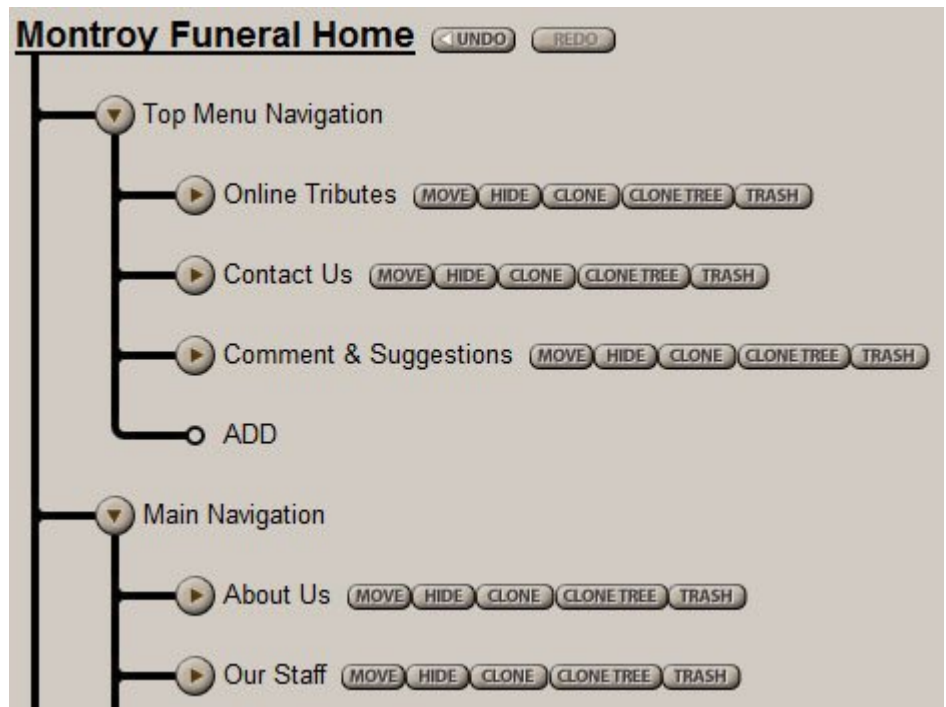 Montroy Funeral Home UNDO REDO
Top Menu Navigation
Online Tributes MOVE HIDE CLONE CLONE TREE TRASH
Contact Us MOVE HIDE CLONE CLONE TREE TRASH
Comment & Suggestions MOVE HIDE CLONE CLONE TREE TRASH
ADD
Main Navigation
About Us MOVE HIDE CLONE CLONE TREE TRASH
Our Staff MOVE HIDE CLONE CLONE TREE TRASH